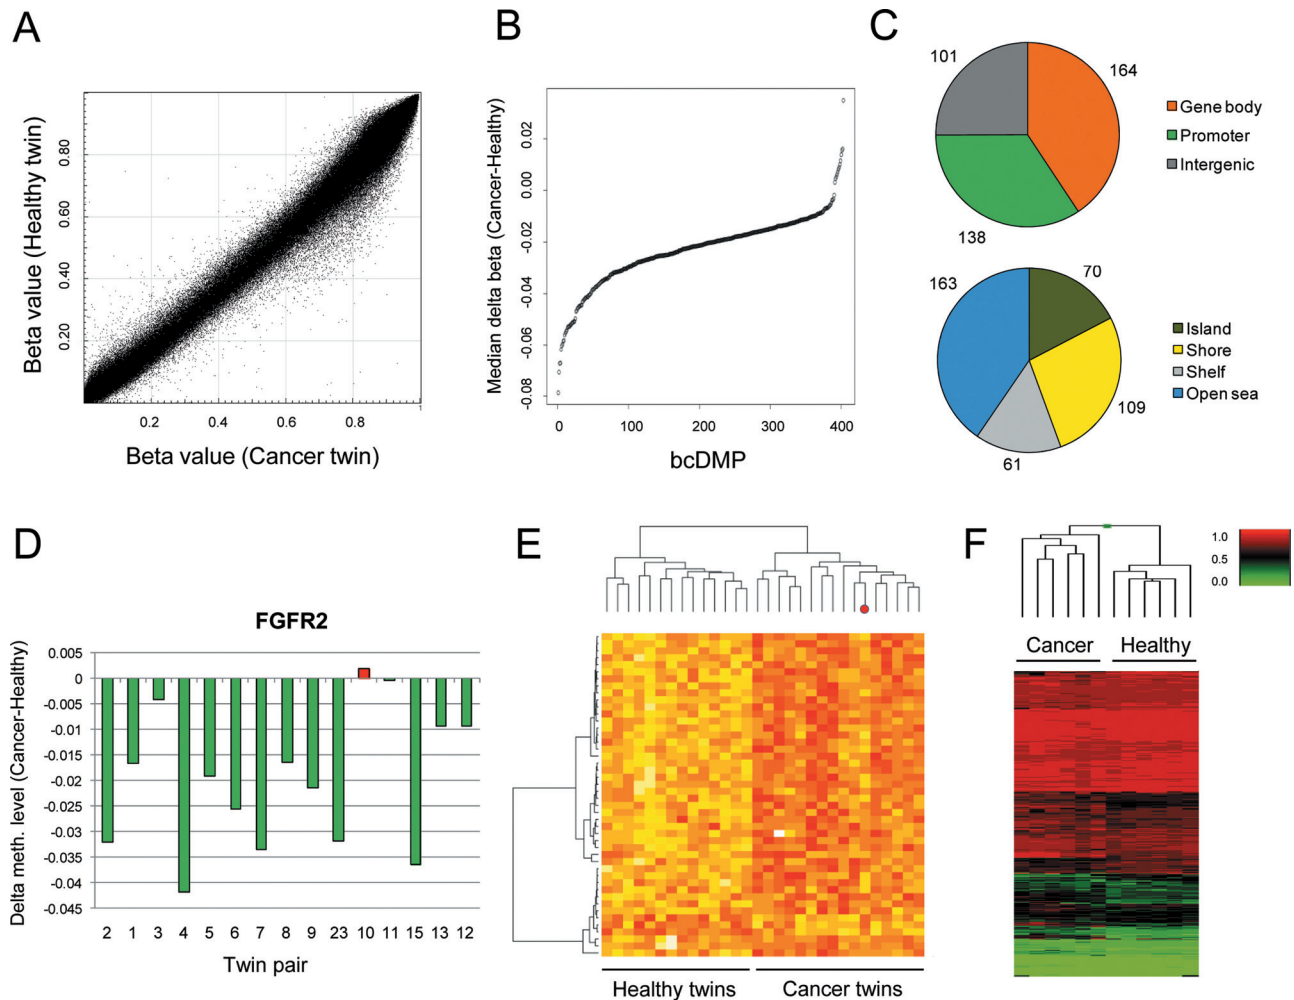 A
Beta value (Healthy twin)
0.80
0.60
0.40
0.20
0.2
0.4
0.6
0.8
1
Beta value (Cancer twin)
B
Median delta beta (Cancer-Healthy)
0.02
0.00
-0.02
-0.04
-0.06
-0.08
0
100
200
300
400
bcDMP
C
101
164
138
Gene body
Promoter
Intergenic
163
70
109
61
Island
Shore
Shelf
Open sea
D
FGFR2
Delta meth. level (Cancer-Healthy)
0.005
0
-0.005
-0.01
-0.015
-0.02
-0.025
-0.03
-0.035
-0.04
-0.045
2 1 3 4 5 6 7 8 9 23 10 11 15 13 12
Twin pair
E
Healthy twins
Cancer twins
F
1.0
0.5
0.0
Cancer
Healthy